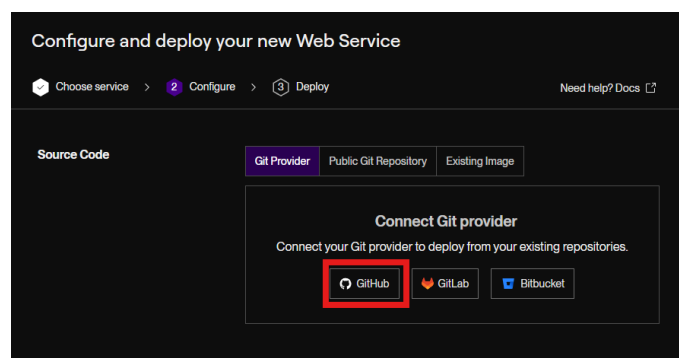 Configure and deploy your new Web Service
Choose service > 2 Configure > 3 Deploy Need help? Docs
Source Code
Git Provider Public Git Repository Existing Image
Connect Git provider
Connect your Git provider to deploy from your existing repositories.
GitHub GitLab Bitbucket